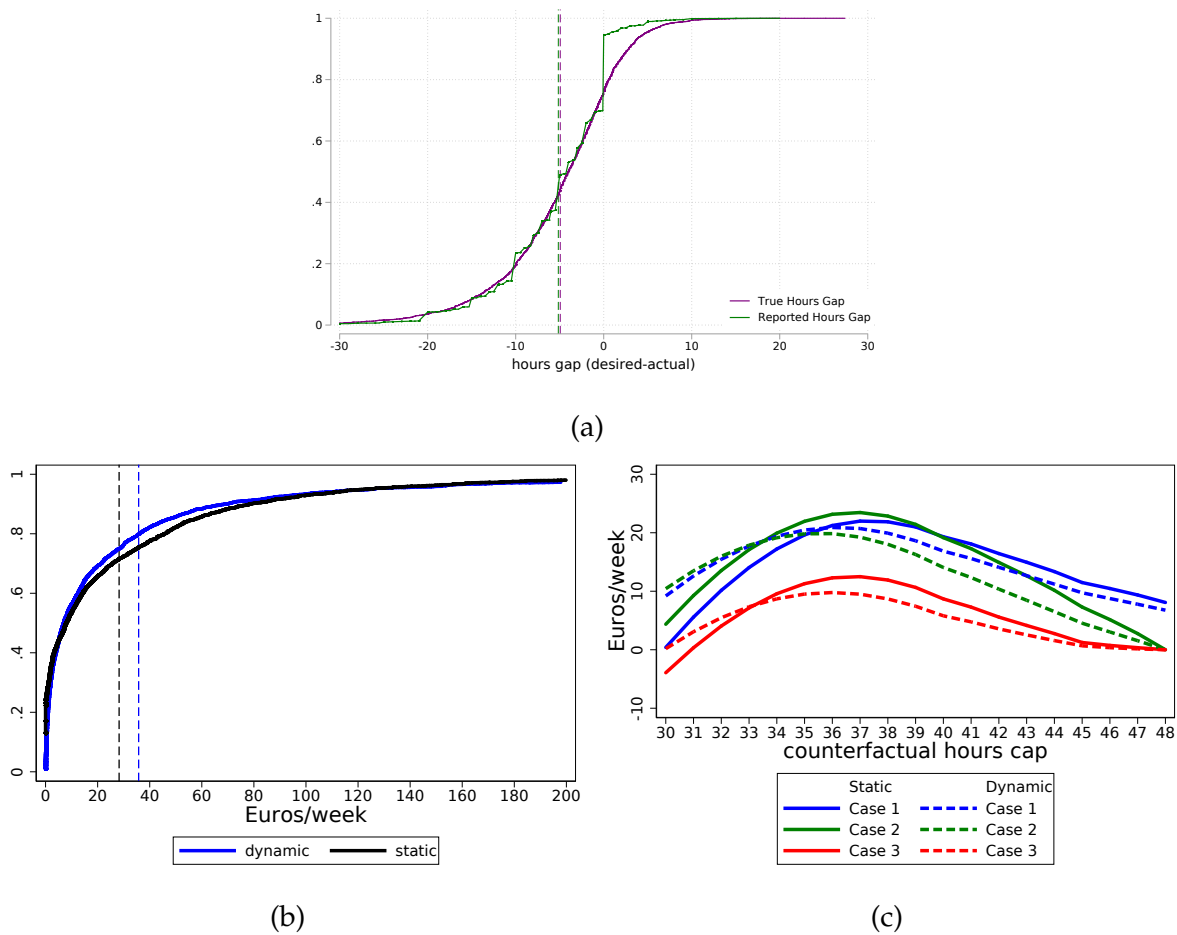 1
.8
.6
.4
.2
0
-30 -20 -10 0 10 20 30
hours gap (desired-actual)
True Hours Gap
Reported Hours Gap
(a)
1
.8
.6
.4
.2
0
0 20 40 60 80 100 120 140 160 180 200
Euros/week
dynamic static
(b)
30
20
10
0
-10
Euros/week
30 31 32 33 34 35 36 37 38 39 40 41 42 43 44 45 46 47 48
counterfactual hours cap
Static Dynamic
Case 1 Case 1
Case 2 Case 2
Case 3 Case 3
(c)